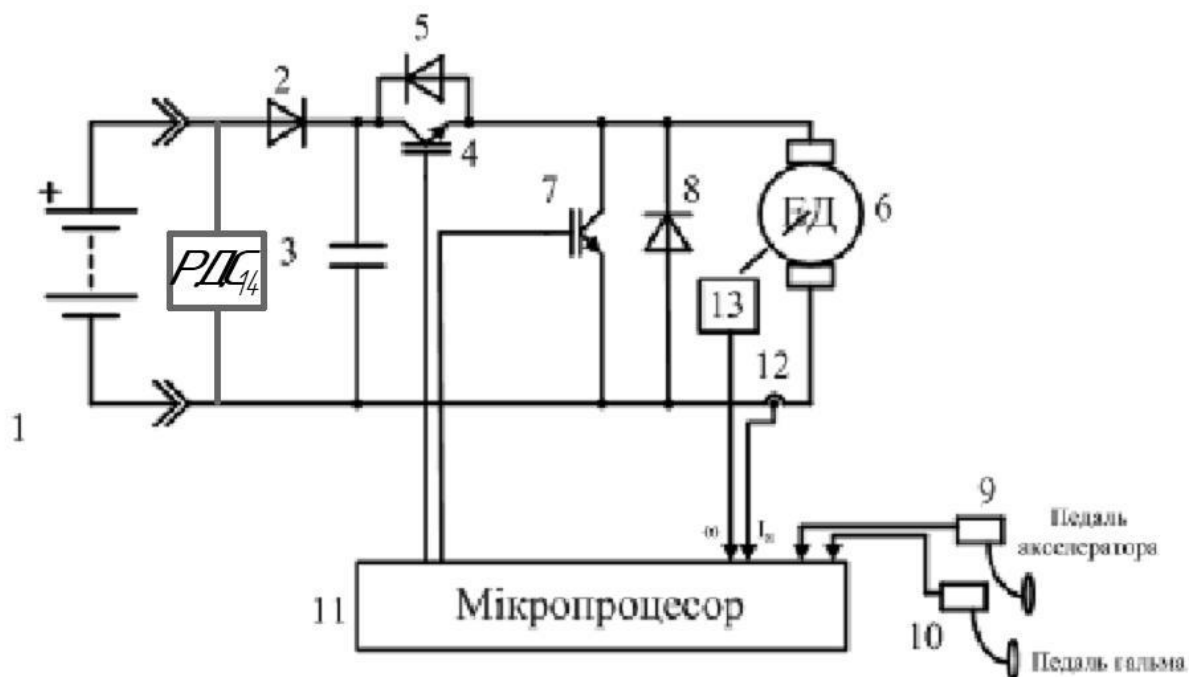 5
2
4
+
7
8
ЕД
6
РДС14
3
13
12
1
9
Педаль
акселератора
ω
Iя
11
Мікропроцесор
10
Педаль гальма